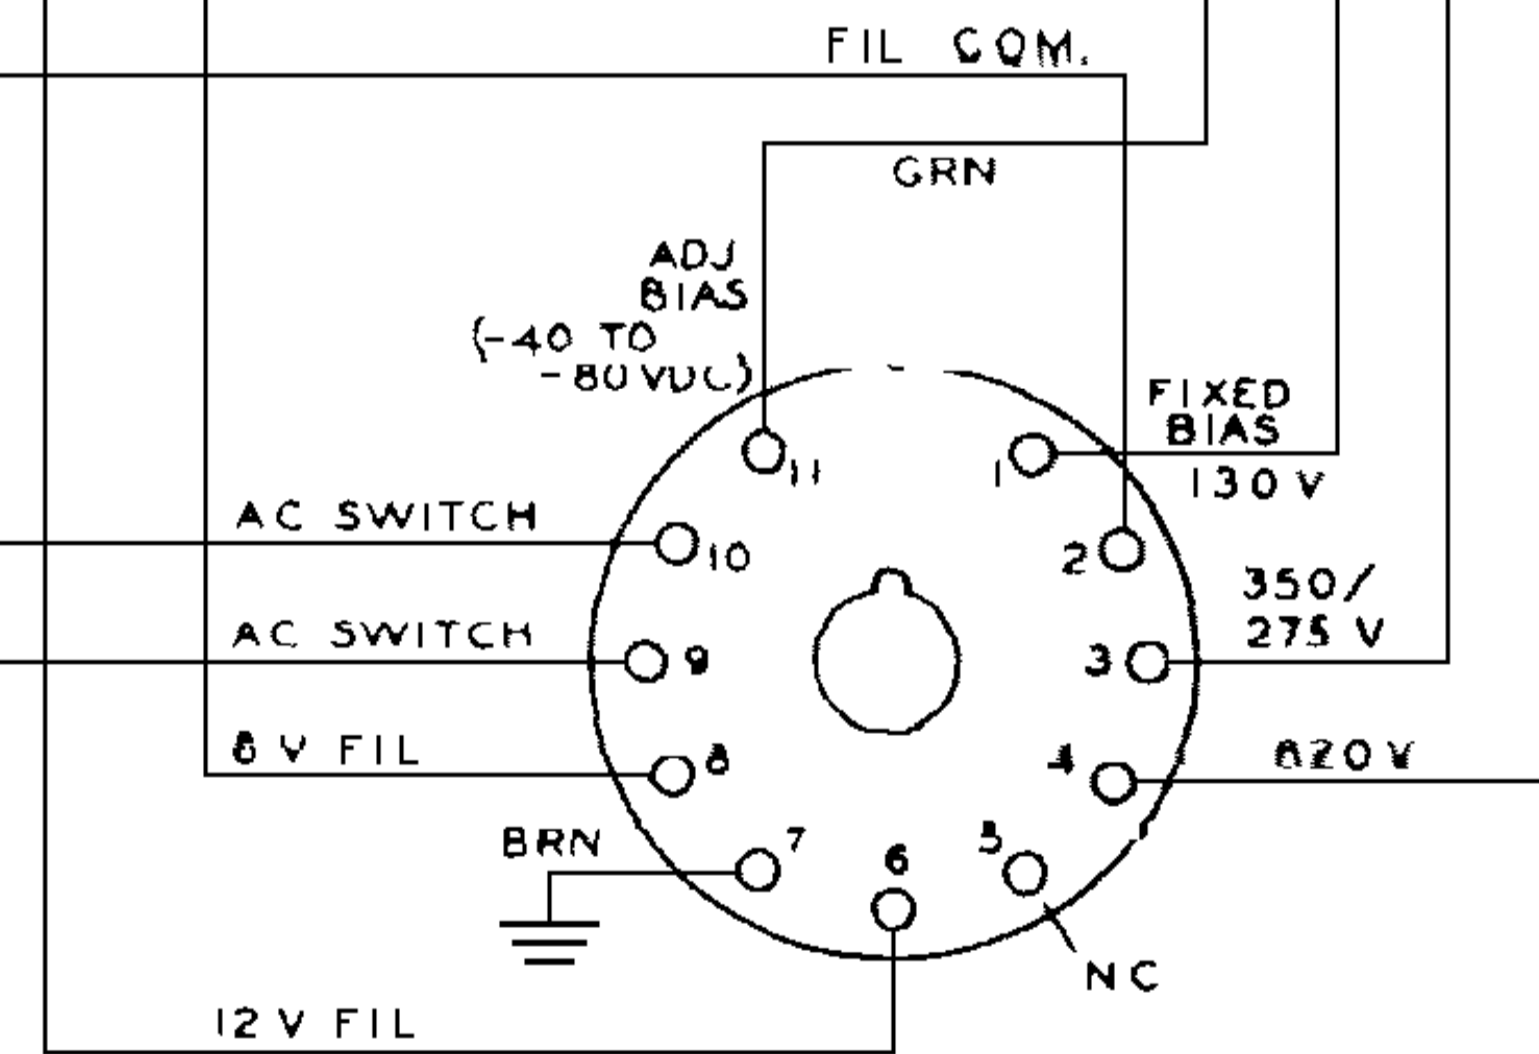 FIL COM.
GRN
ADJ
BIAS
(-40 TO
-80 VDC)
FIXED
BIAS
130 V
11
1
AC SWITCH
10
2
350/
275 V
AC SWITCH
9
3
8 V FIL
8
4
820 V
BRN
7
6
5
NC
12 V FIL